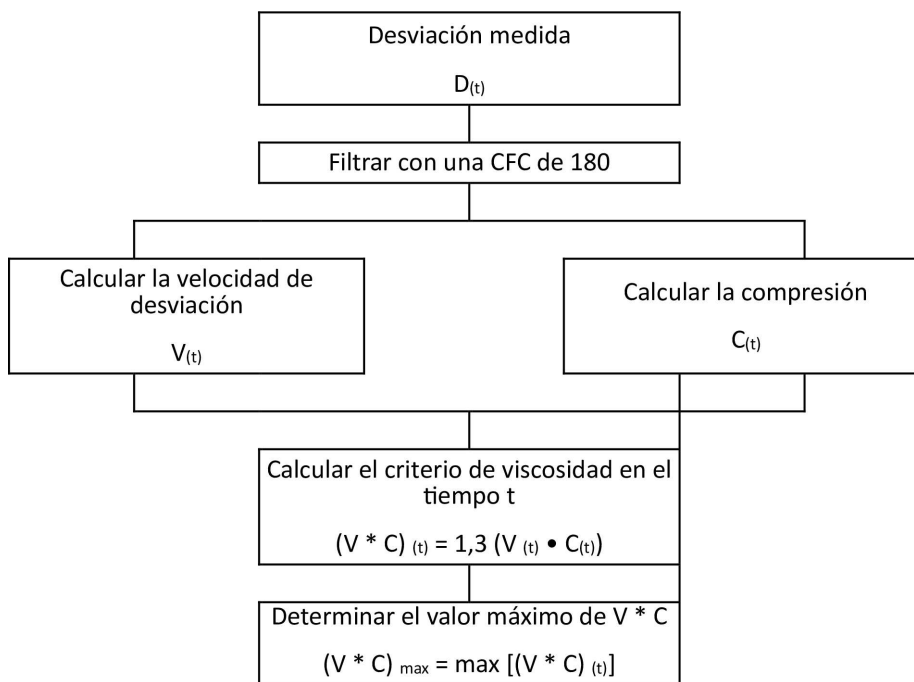 Desviación medida
D(t)
Filtrar con una CFC de 180
Calcular la velocidad de
desviación
V(t)
Calcular la compresión
C(t)
Calcular el criterio de viscosidad en el
tiempo t
(V * C) (t) = 1,3 (V (t) • C(t))
Determinar el valor máximo de V * C
(V * C) max = max [(V * C) (t)]